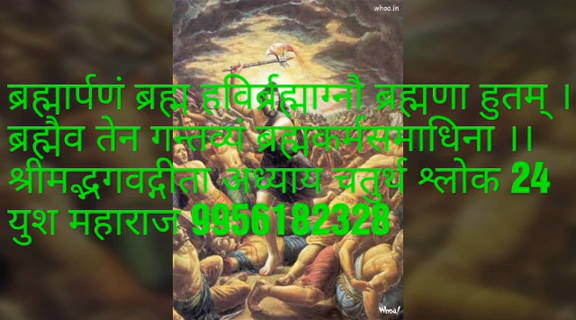 whoa.in
ब्रह्मार्पणं ब्रह्म हविर्ब्रह्माग्नौ ब्रह्मणा हुतम् ।
ब्रह्मैव तेन गन्तव्यं ब्रह्मकर्मसमाधिना ।।
श्रीमद्भगवद्गीता अध्याय चतुर्थ श्लोक 24
युश महाराज 9956182328
Whoa!